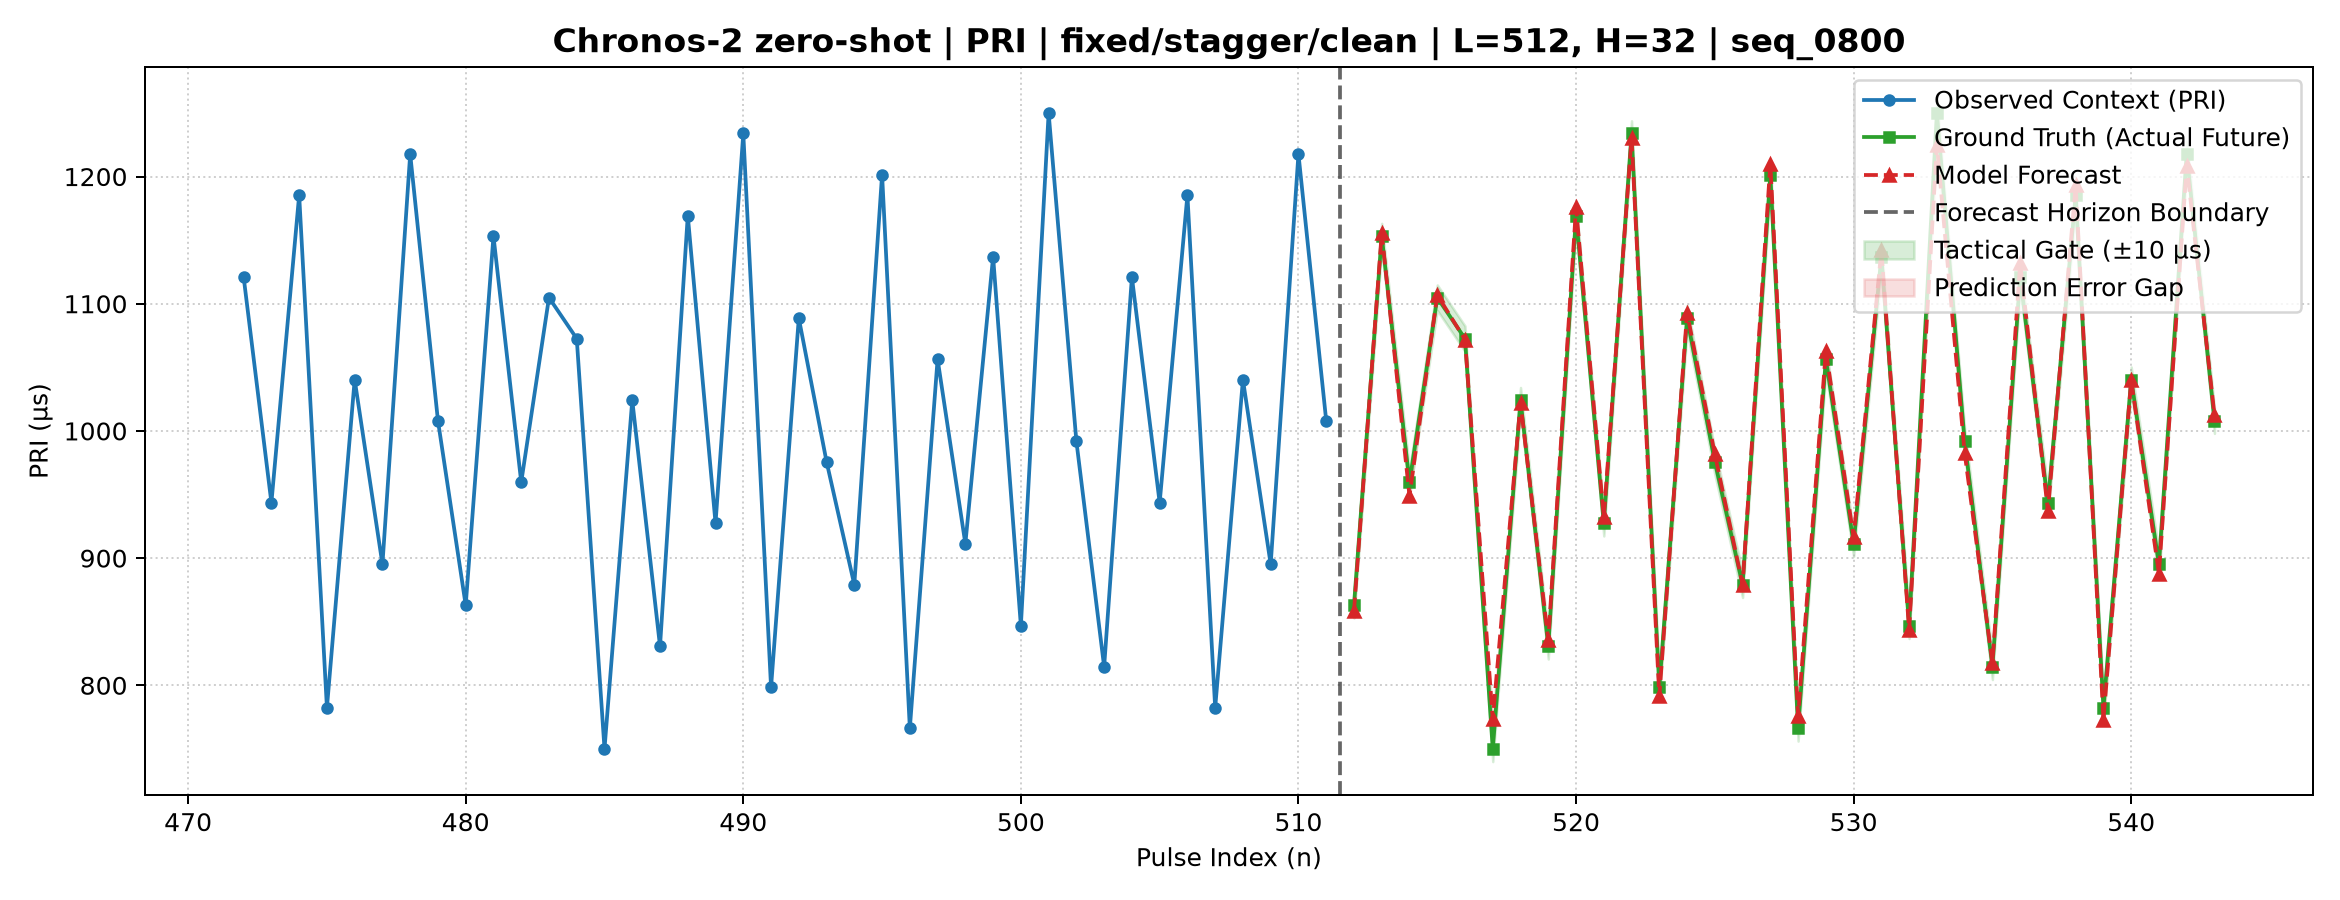 Chronos-2 zero-shot | PRI | fixed/stagger/clean | L=512, H=32 | seq_0800
Observed Context (PRI)
Ground Truth (Actual Future)
Model Forecast
Forecast Horizon Boundary
Tactical Gate (±10 µs)
Prediction Error Gap
PRI (µs)
1200
1100
1000
900
800
470 480 490 500 510 520 530 540
Pulse Index (n)